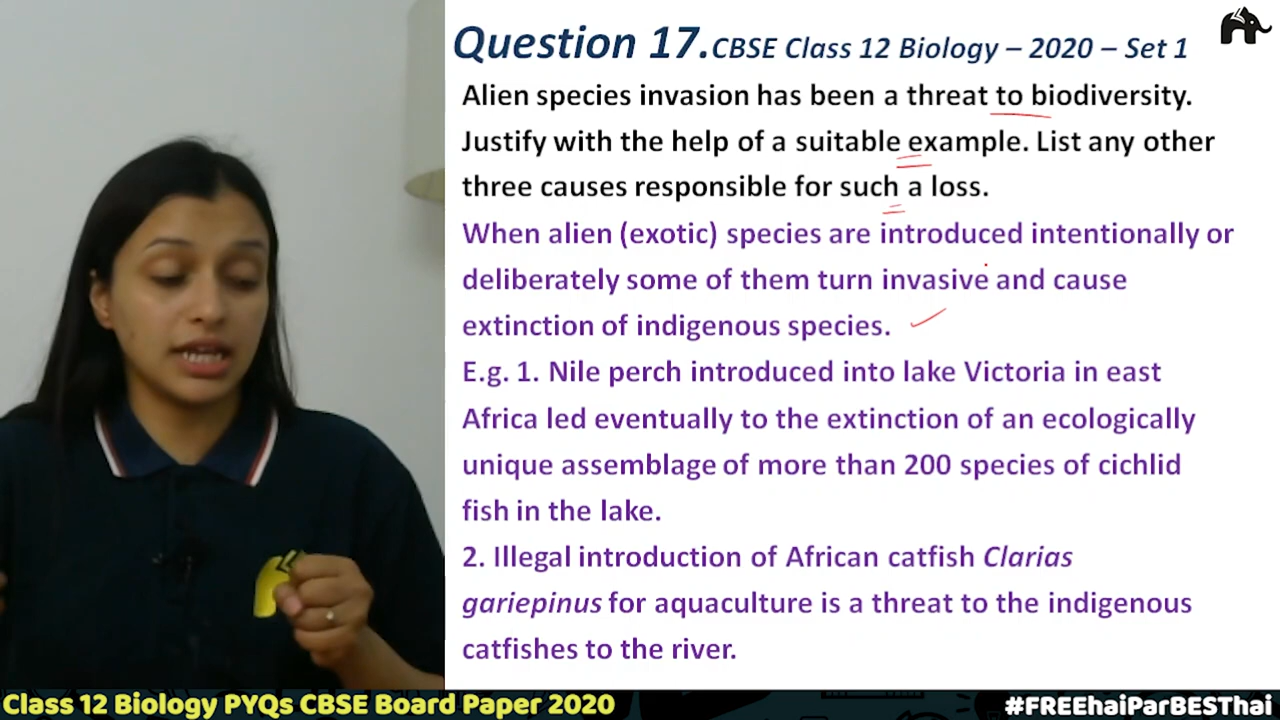 Question 17.CBSE Class 12 Biology – 2020 – Set 1
Alien species invasion has been a threat to biodiversity.
Justify with the help of a suitable example. List any other
three causes responsible for such a loss.
When alien (exotic) species are introduced intentionally or
deliberately some of them turn invasive and cause
extinction of indigenous species.
E.g. 1. Nile perch introduced into lake Victoria in east
Africa led eventually to the extinction of an ecologically
unique assemblage of more than 200 species of cichlid
fish in the lake.
2. Illegal introduction of African catfish Clarias
gariepinus for aquaculture is a threat to the indigenous
catfishes to the river.
Class 12 Biology PYQs CBSE Board Paper 2020
#FREEhaiParBESThai